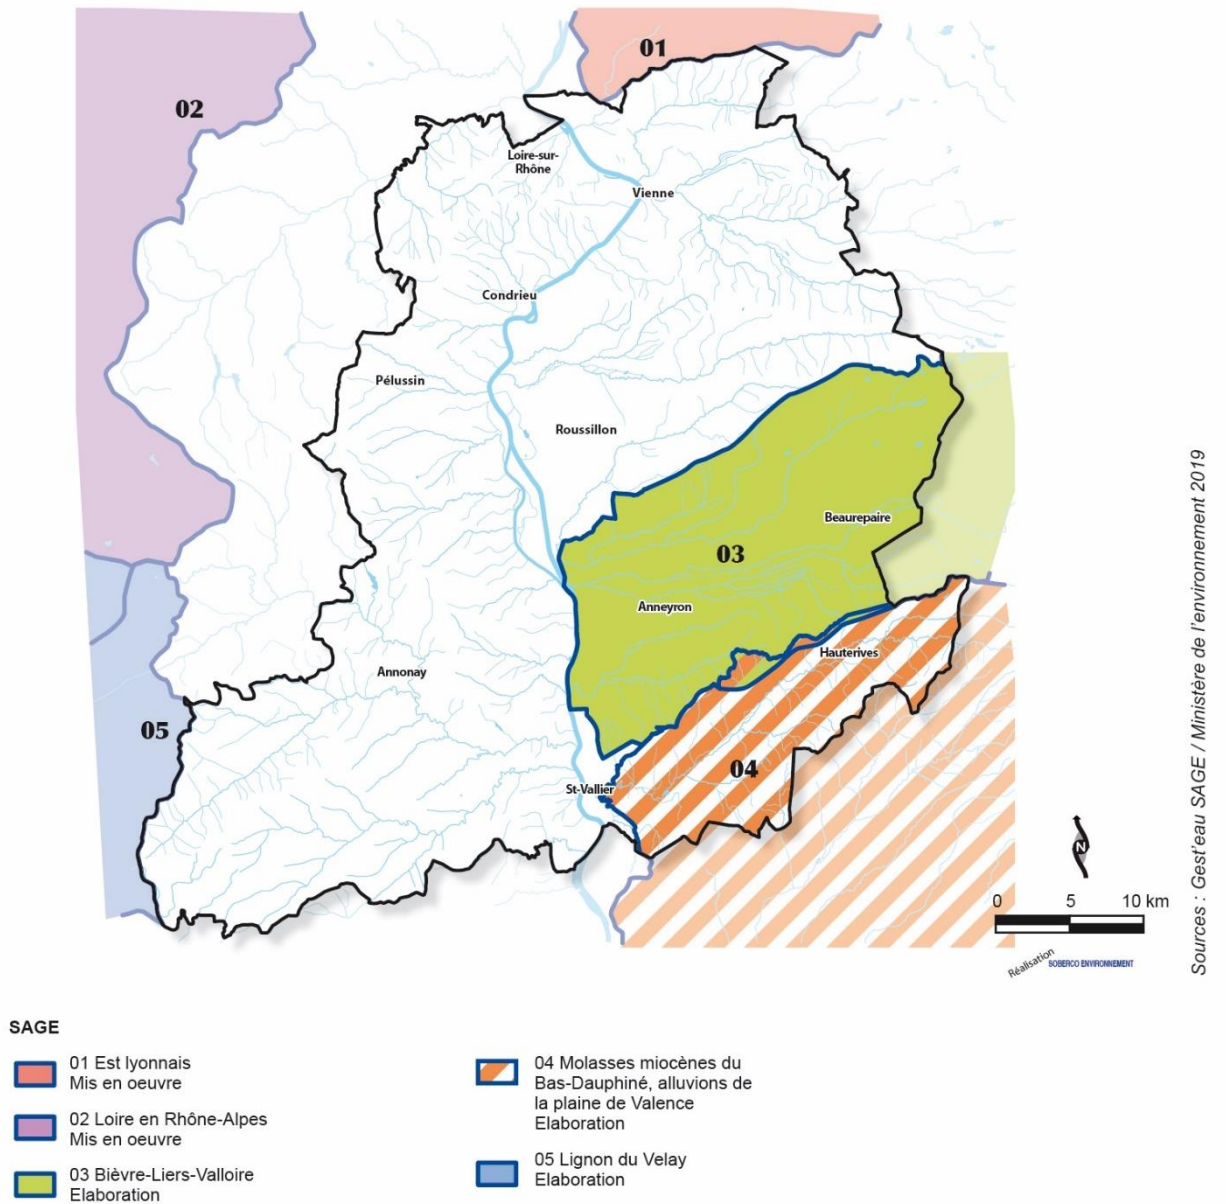 01
02
Loire-sur-
Rhône
Vienne
Condrieu
Pélussin
Roussillon
Beaurepaire
03
Anneyron
Hauterives
Annonay
05
04
St-Vallier
N
0 5 10 km
Réalisation SOBERCO ENVIRONNEMENT
Sources : Gest'eau SAGE / Ministère de l'environnement 2019
SAGE
01 Est lyonnais
Mis en oeuvre
02 Loire en Rhône-Alpes
Mis en oeuvre
03 Bièvre-Liers-Valloire
Elaboration
04 Molasses miocènes du
Bas-Dauphiné, alluvions de
la plaine de Valence
Elaboration
05 Lignon du Velay
Elaboration